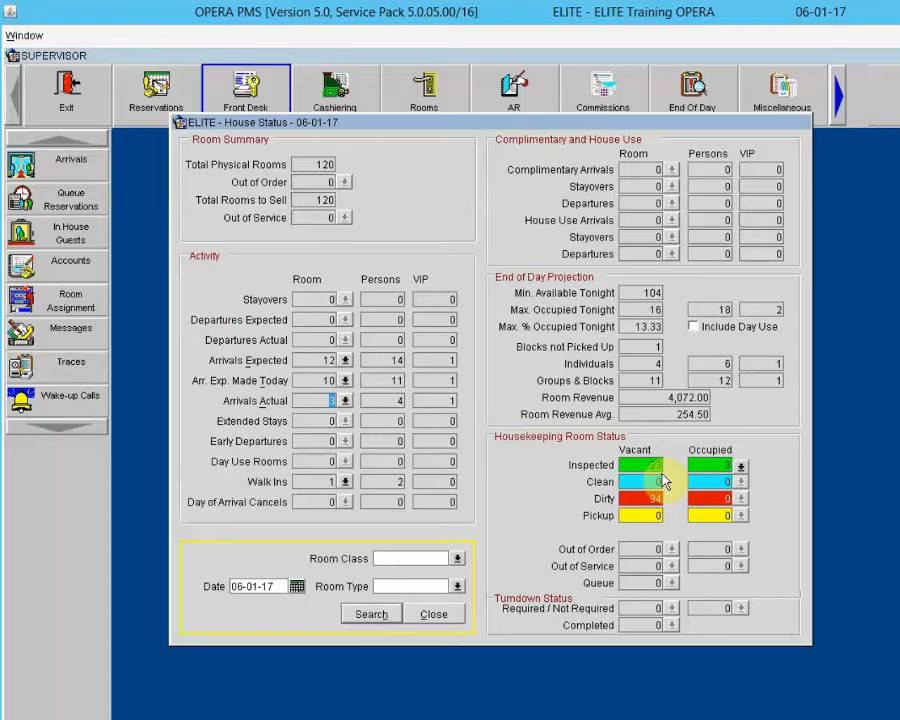 OPERA PMS [Version 5.0, Service Pack 5.0.05.00/16] ELITE - ELITE Training OPERA 06-01-17
Window
SUPERVISOR
Exit Reservations Front Desk Cashiering Rooms AR Commissions End Of Day Miscellaneous
Arrivals
Queue
Reservations
In House
Guests
Accounts
Room
Assignment
Messages
Traces
Wake-up Calls
ELITE - House Status - 06-01-17
Room Summary
Total Physical Rooms 120
Out of Order 0
Total Rooms to Sell 120
Out of Service 0
Activity
Room Persons VIP
Stayovers 0 0 0
Departures Expected 0 0 0
Departures Actual 0 0 0
Arrivals Expected 12 14 1
Arr. Exp. Made Today 10 11 1
Arrivals Actual 3 4 1
Extended Stays 0 0 0
Early Departures 0 0 0
Day Use Rooms 0 0 0
Walk Ins 1 2 0
Day of Arrival Cancels 0 0 0
Room Class
Date 06-01-17 Room Type
Search Close
Complimentary and House Use
Room Persons VIP
Complimentary Arrivals 0 0 0
Stayovers 0 0 0
Departures 0 0 0
House Use Arrivals 0 0 0
Stayovers 0 0 0
Departures 0 0 0
End of Day Projection
Min. Available Tonight 104
Max. Occupied Tonight 16 18 2
Max. % Occupied Tonight 13.33 Include Day Use
Blocks not Picked Up 1
Individuals 4 6 1
Groups & Blocks 11 12 1
Room Revenue 4,072.00
Room Revenue Avg. 254.50
Housekeeping Room Status
Vacant Occupied
Inspected 23 3
Clean 0 0
Dirty 94 0
Pickup 0 0
Out of Order 0 0
Out of Service 0 0
Queue 0
Turndown Status
Required / Not Required 0 0
Completed 0